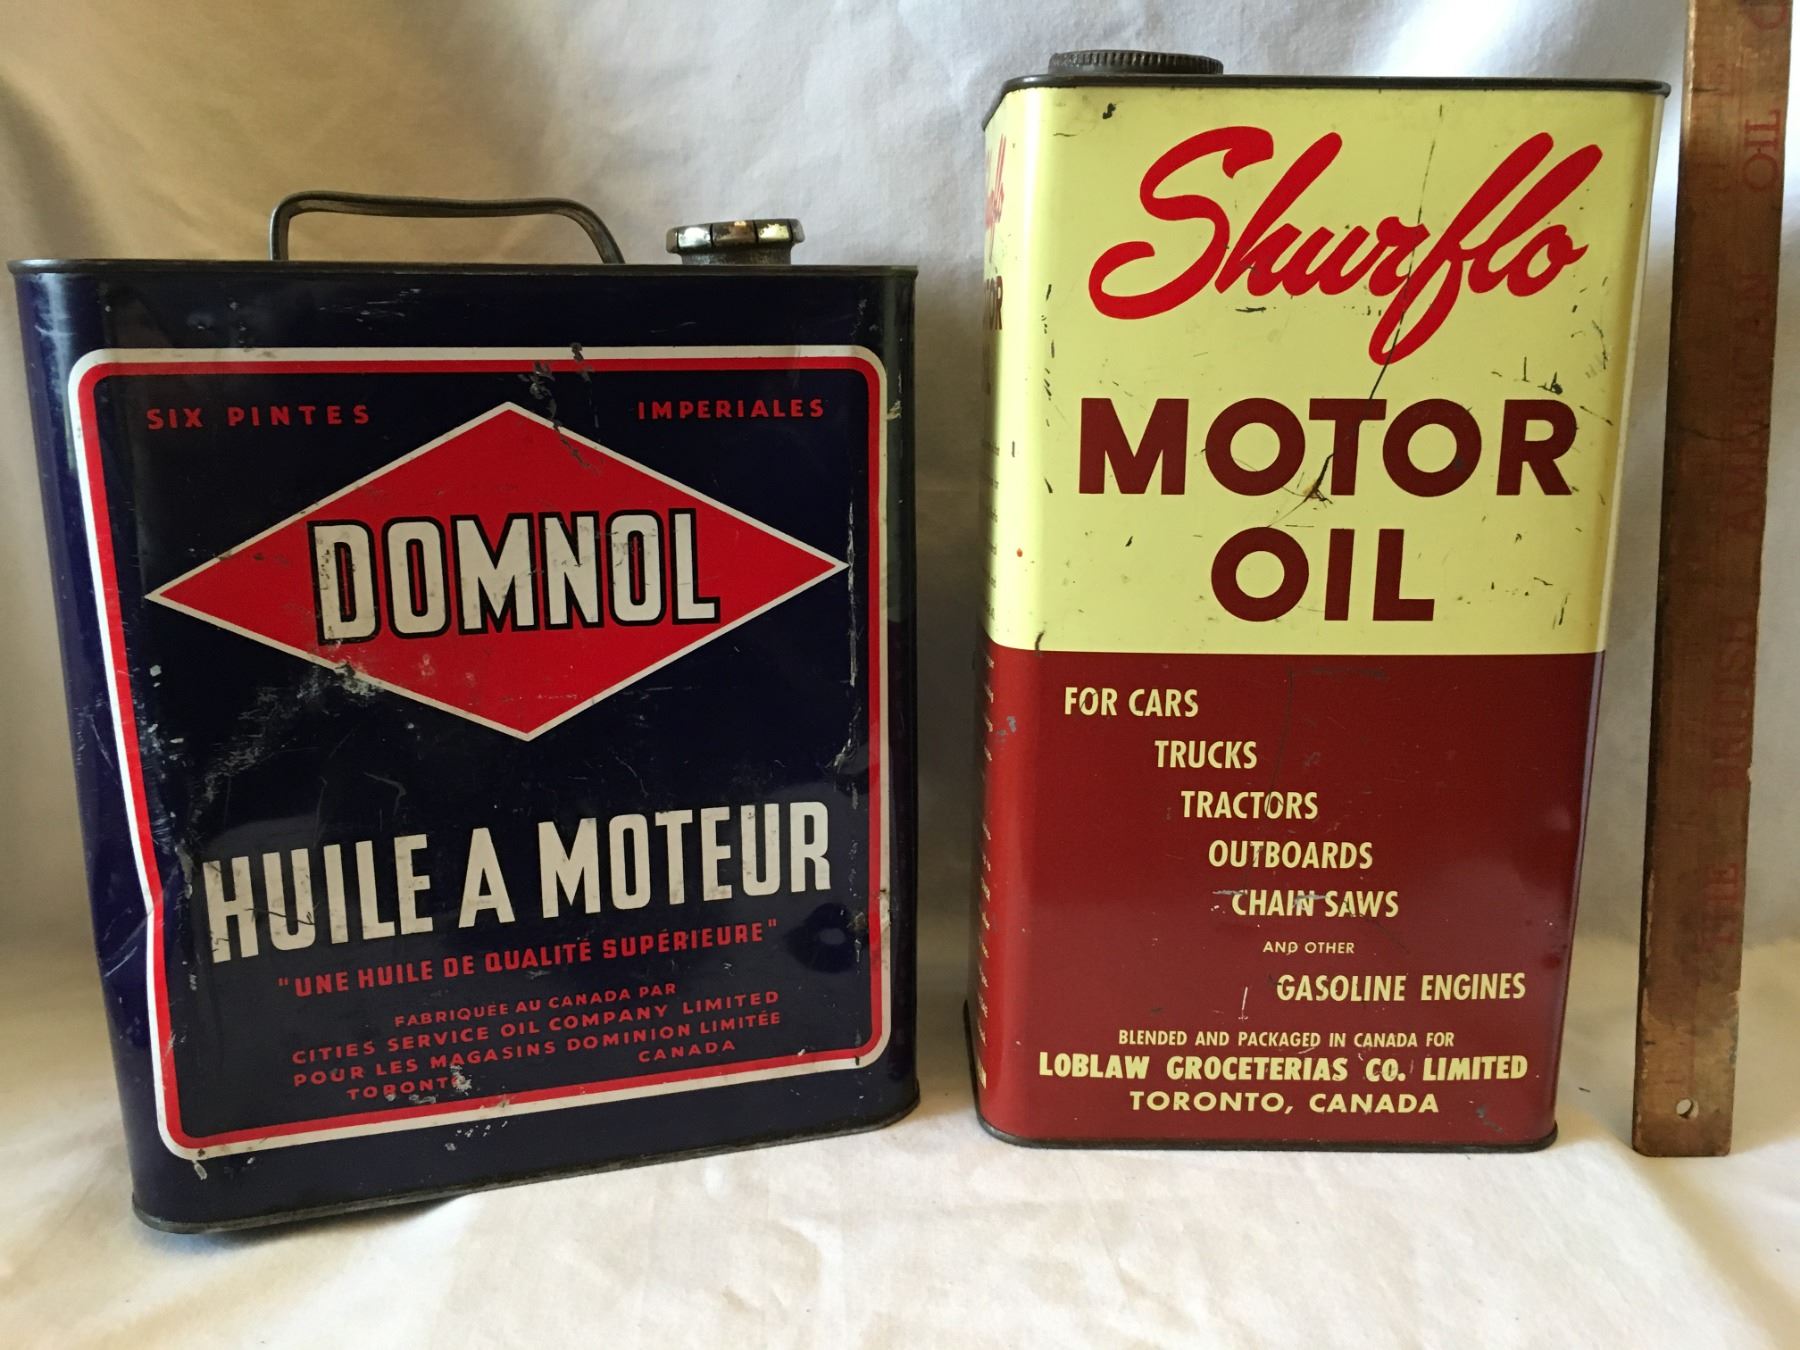 SIX PINTES IMPERIALES
DOMNOL
HUILE A MOTEUR
"UNE HUILE DE QUALITÉ SUPÉRIEURE"
FABRIQUÉE AU CANADA PAR
CITIES SERVICE OIL COMPANY LIMITED
POUR LES MAGASINS DOMINION LIMITÉE
TORONTO CANADA
Shurflo
MOTOR
OIL
FOR CARS
TRUCKS
TRACTORS
OUTBOARDS
CHAIN SAWS
AND OTHER
GASOLINE ENGINES
BLENDED AND PACKAGED IN CANADA FOR
LOBLAW GROCETERIAS CO. LIMITED
TORONTO, CANADA